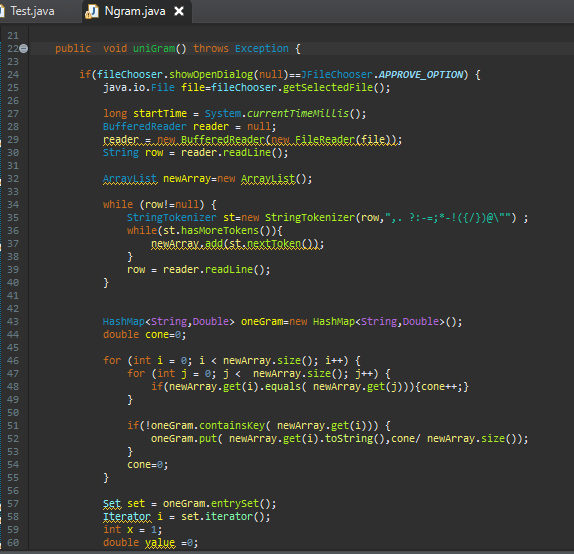 Test.java Ngram.java
21
22 public void uniGram() throws Exception {
23
24 if(fileChooser.showOpenDialog(null)==JFileChooser.APPROVE_OPTION) {
25 java.io.File file=fileChooser.getSelectedFile();
26
27 long startTime = System.currentTimeMillis();
28 BufferedReader reader = null;
29 reader = new BufferedReader(new FileReader(file));
30 String row = reader.readLine();
31
32 ArrayList newArray=new ArrayList();
33
34 while (row!=null) {
35 StringTokenizer st=new StringTokenizer(row,",. ?:-=;*-!({/})@\"") ;
36 while(st.hasMoreTokens()){
37 newArray.add(st.nextToken());
38 }
39 row = reader.readLine();
40 }
41
42
43 HashMap<String,Double> oneGram=new HashMap<String,Double>();
44 double cone=0;
45
46 for (int i = 0; i < newArray.size(); i++) {
47 for (int j = 0; j < newArray.size(); j++) {
48 if(newArray.get(i).equals( newArray.get(j))){cone++;}
49 }
50
51 if(!oneGram.containsKey( newArray.get(i))) {
52 oneGram.put( newArray.get(i).toString(),cone/ newArray.size());
53 }
54 cone=0;
55 }
56
57 Set set = oneGram.entrySet();
58 Iterator i = set.iterator();
59 int x = 1;
60 double value =0;